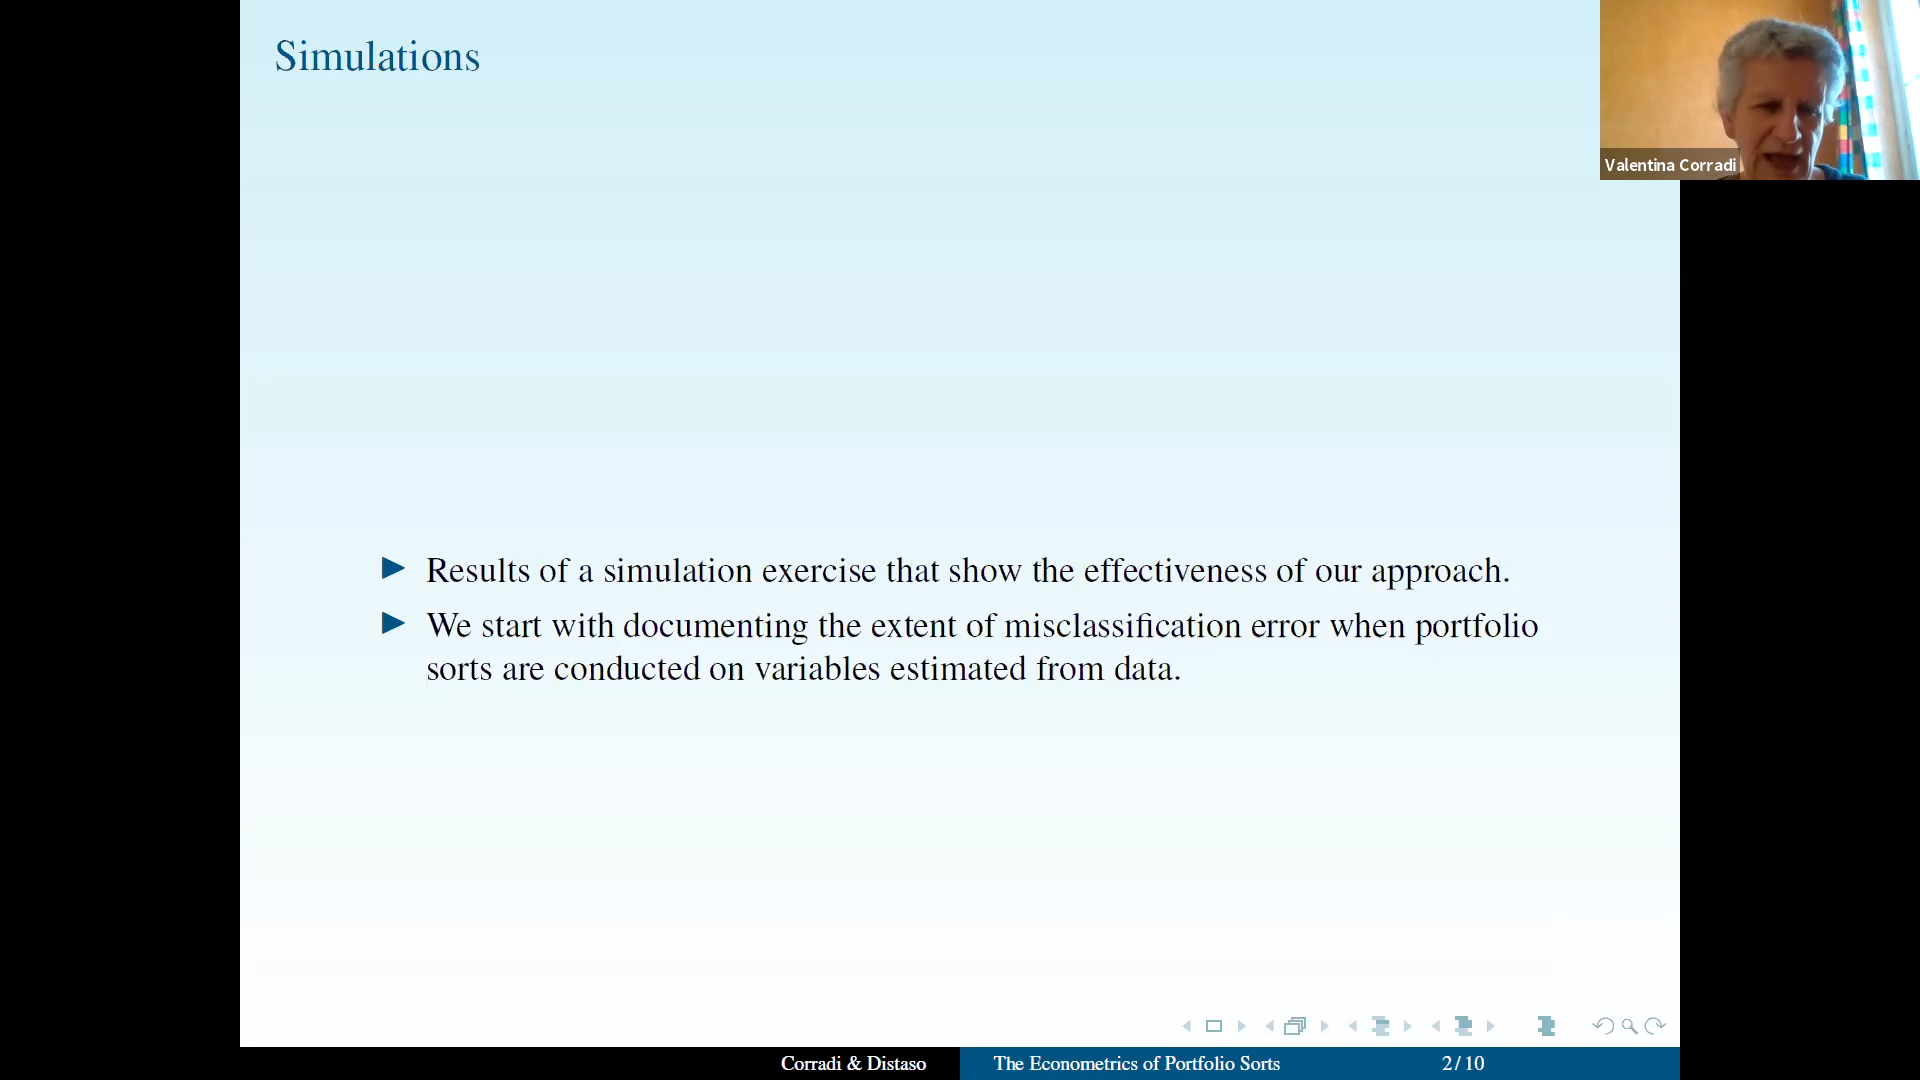 Simulations
Valentina Corradi
Results of a simulation exercise that show the effectiveness of our approach.
We start with documenting the extent of misclassification error when portfolio
sorts are conducted on variables estimated from data.
Corradi & Distaso
The Econometrics of Portfolio Sorts
2/10